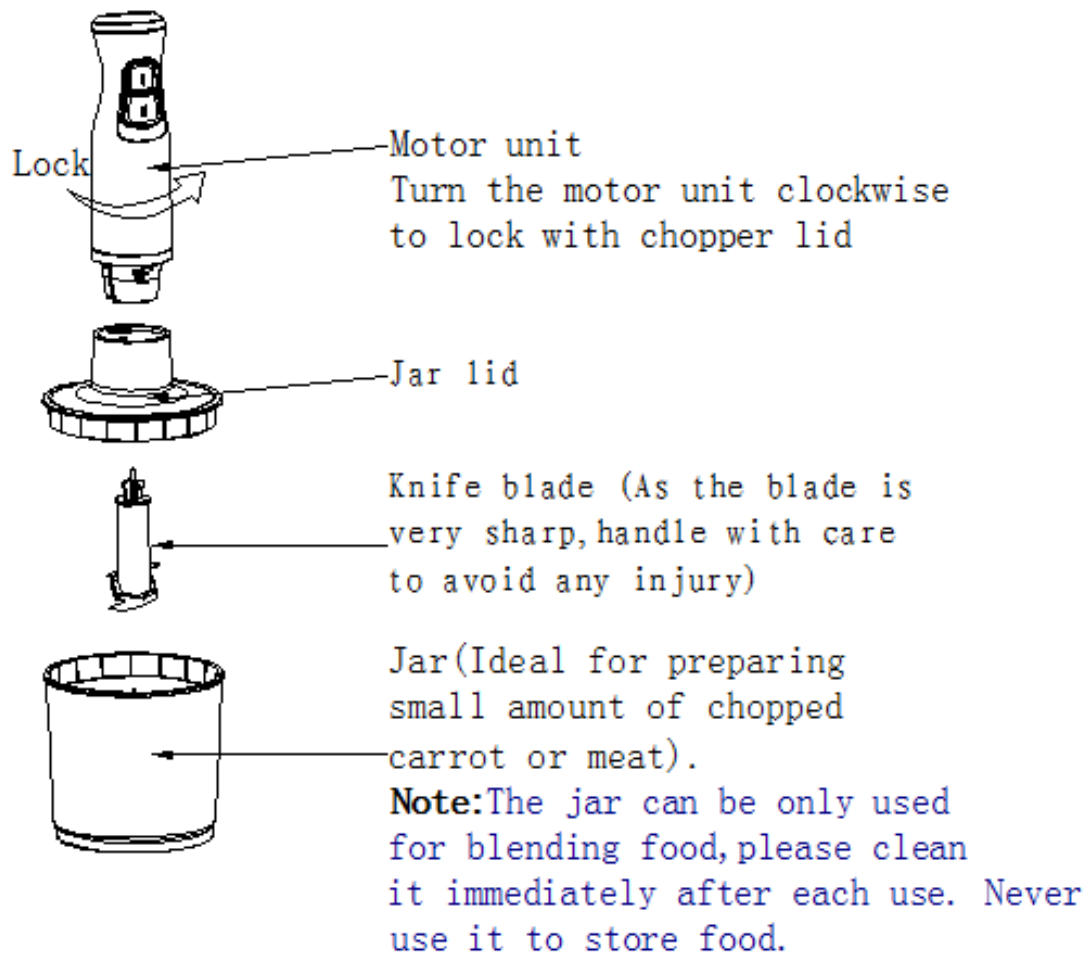 Lock
Motor unit
Turn the motor unit clockwise
to lock with chopper lid
Jar lid
Knife blade (As the blade is
very sharp,handle with care
to avoid any injury)
Jar(Ideal for preparing
small amount of chopped
carrot or meat).
Note:The jar can be only used
for blending food,please clean
it immediately after each use. Never
use it to store food.